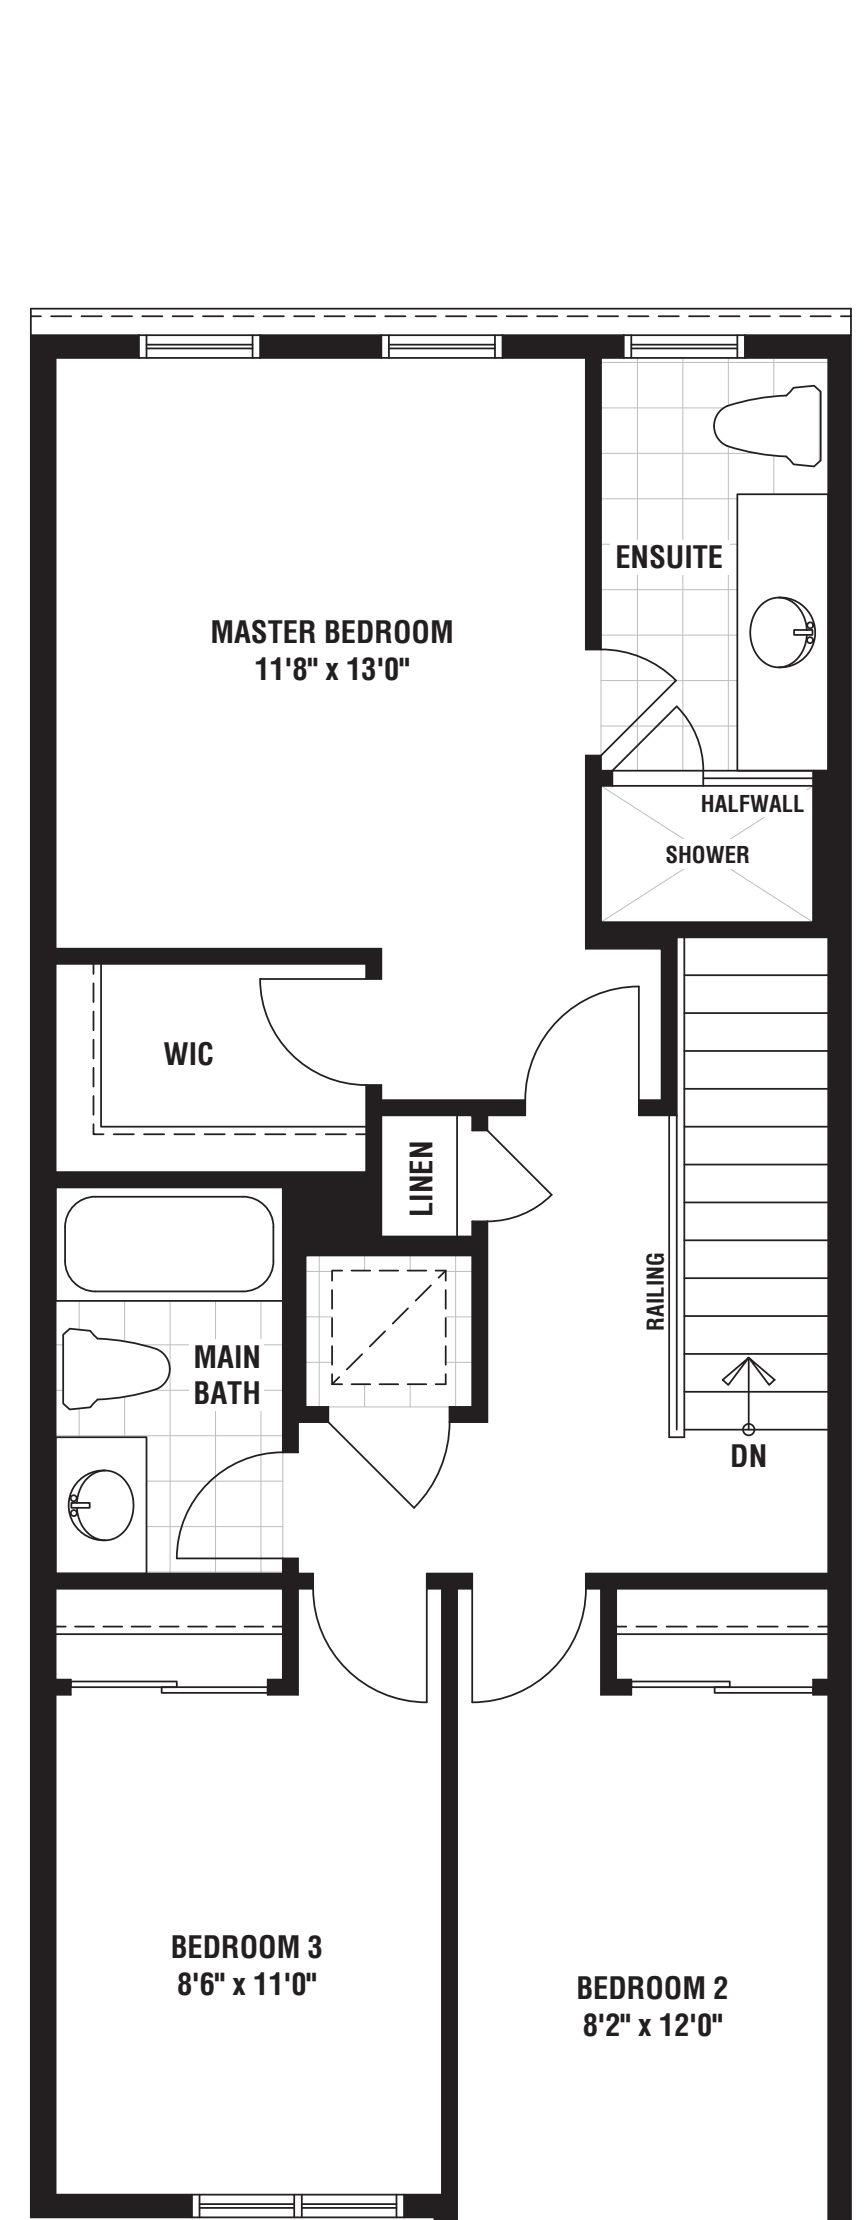 ENSUITE
MASTER BEDROOM
11'8" x 13'0"
HALFWALL
SHOWER
WIC
LINEN
RAILING
MAIN
BATH
DN
BEDROOM 3
8'6" x 11'0"
BEDROOM 2
8'2" x 12'0"